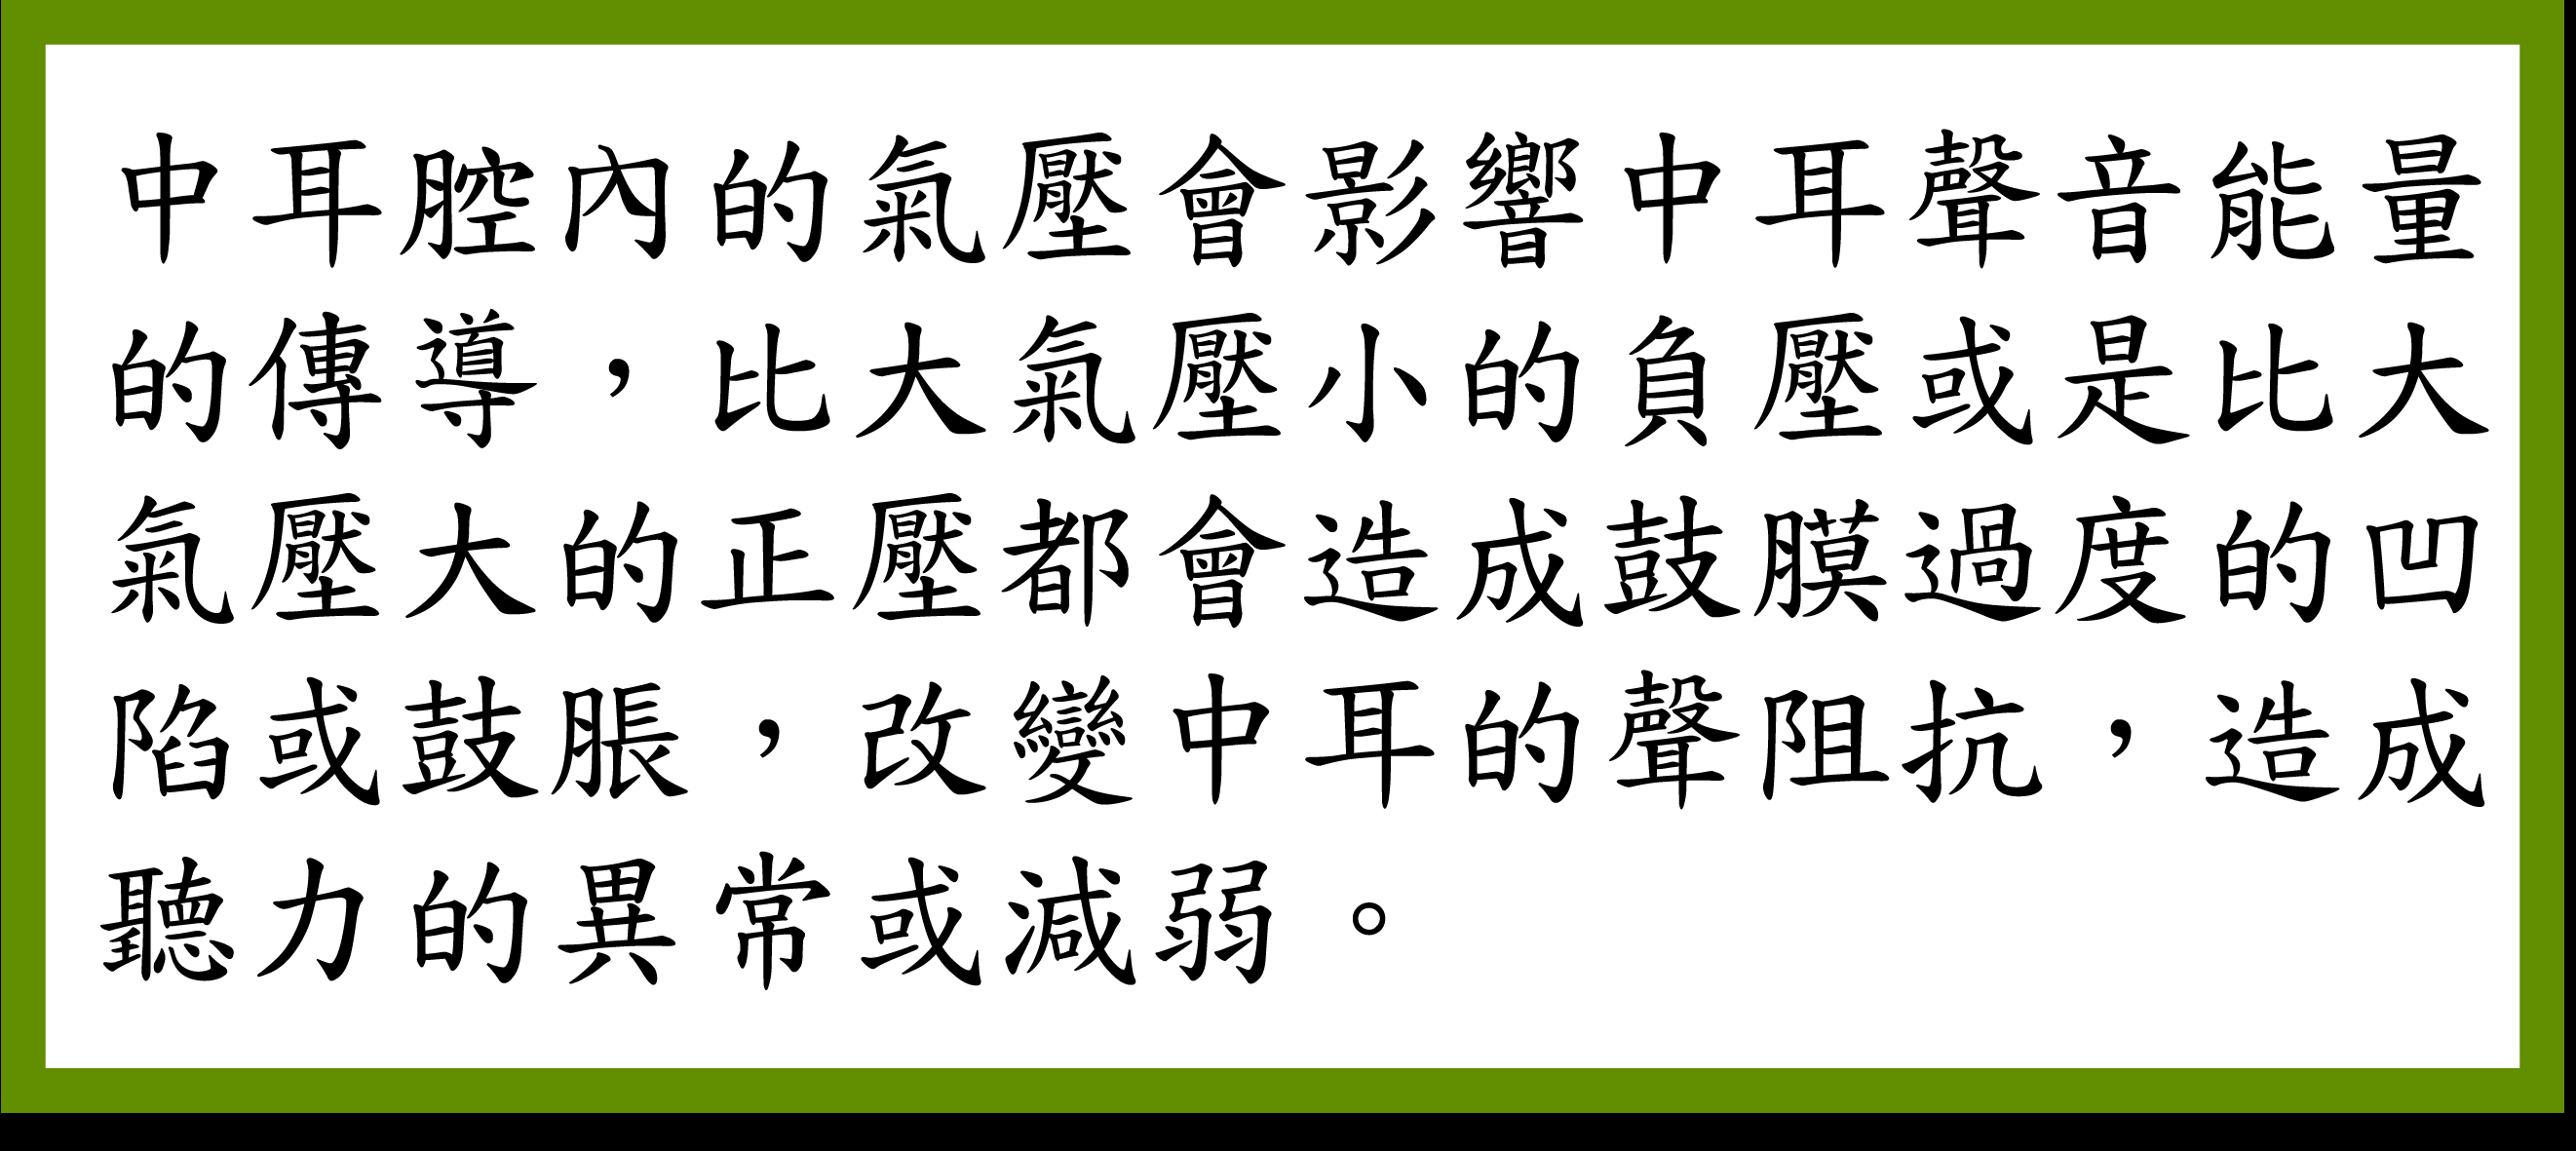 中耳腔內的氣壓會影響中耳聲音能量
的傳導，比大氣壓小的負壓或是比大
氣壓大的正壓都會造成鼓膜過度的凹
陷或鼓脹，改變中耳的聲阻抗，造成
聽力的異常或減弱。